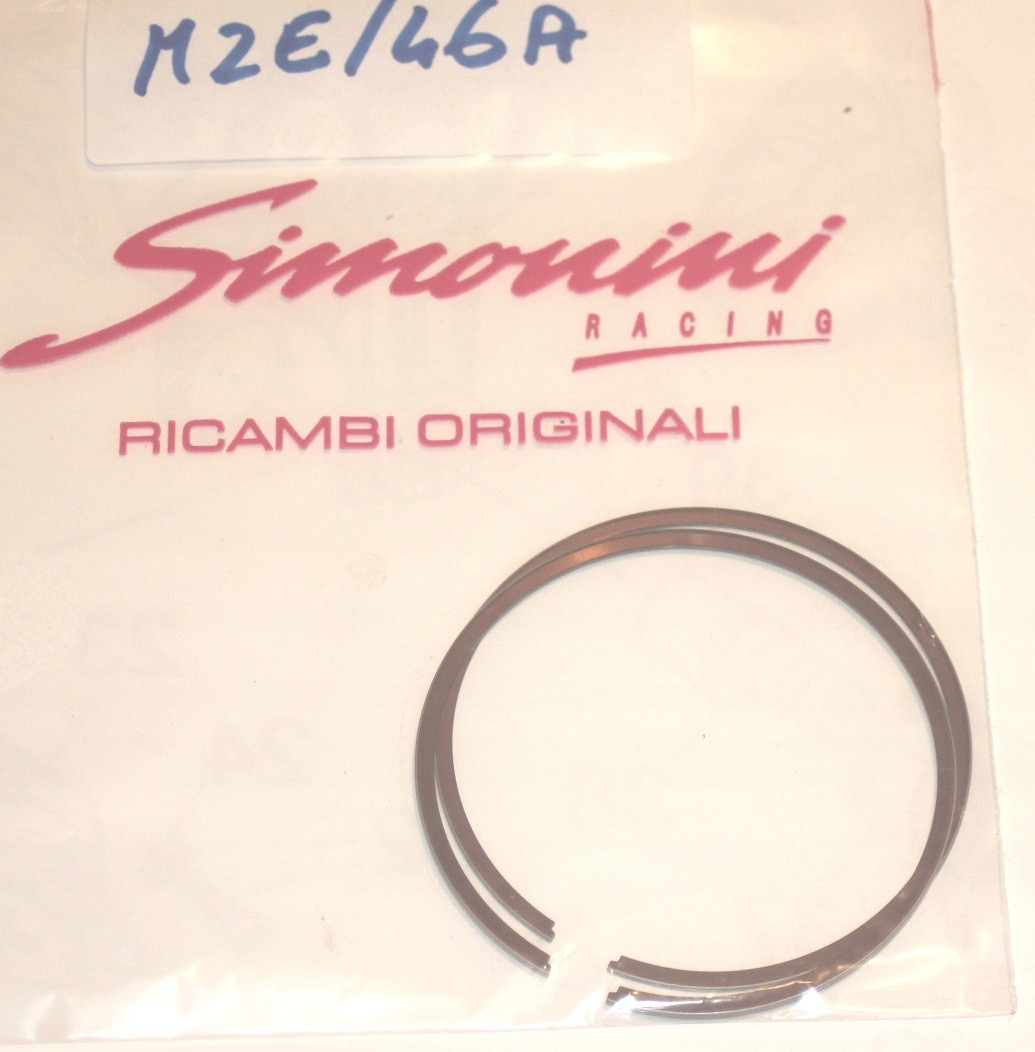 M2E/46A
Simonini
RACING
RICAMBI ORIGINALI